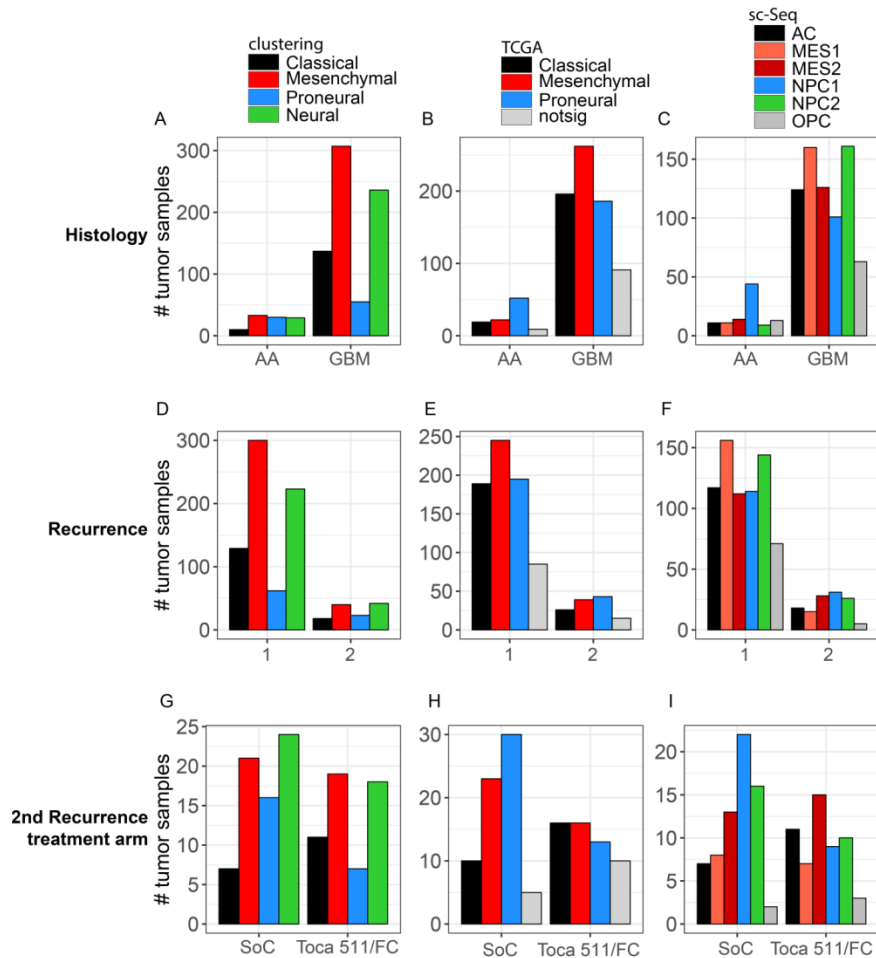 clustering
Classical
Mesenchymal
Proneural
Neural
TCGA
Classical
Mesenchymal
Proneural
notsig
sc-Seq
AC
MES1
MES2
NPC1
NPC2
OPC
A
B
C
Histology
# tumor samples
300
200
100
0
AA GBM
200
100
0
AA GBM
150
100
50
0
AA GBM
D
E
F
Recurrence
# tumor samples
300
200
100
0
1 2
250
200
150
100
50
0
1 2
150
100
50
0
1 2
G
H
I
2nd Recurrence
treatment arm
# tumor samples
25
20
15
10
5
0
SoC Toca 511/FC
30
20
10
0
SoC Toca 511/FC
20
15
10
5
0
SoC Toca 511/FC